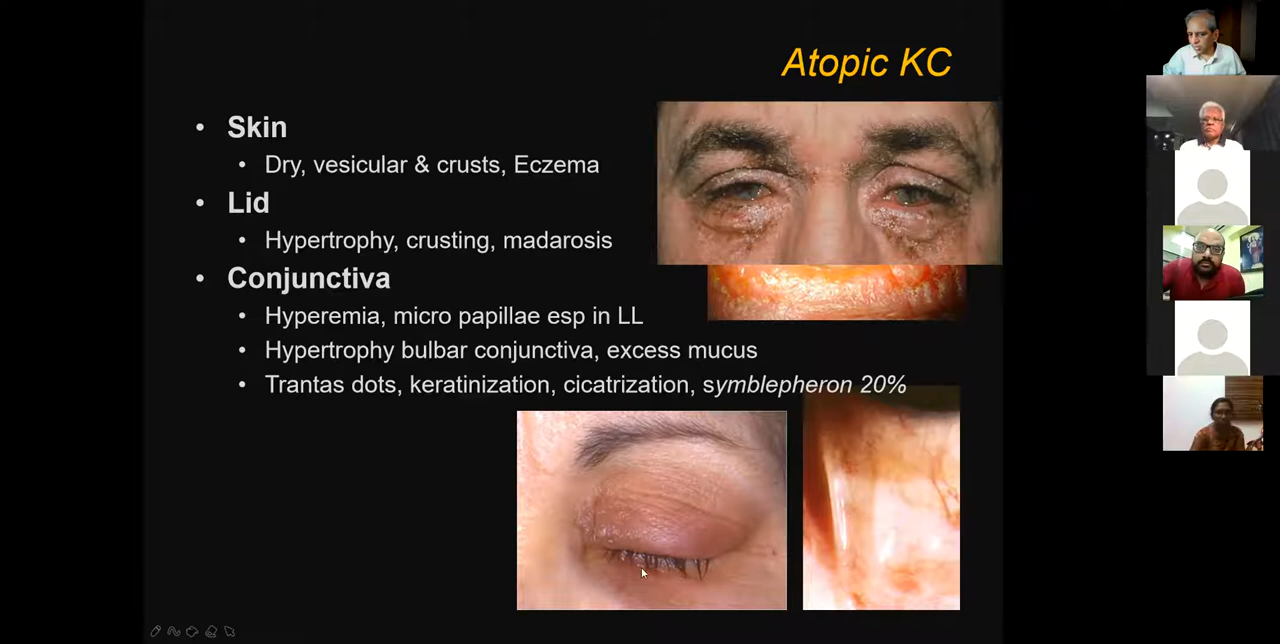 Atopic KC
• Skin
• Dry, vesicular & crusts, Eczema
• Lid
• Hypertrophy, crusting, madarosis
• Conjunctiva
• Hyperemia, micro papillae esp in LL
• Hypertrophy bulbar conjunctiva, excess mucus
• Trantas dots, keratinization, cicatrization, symblepheron 20%